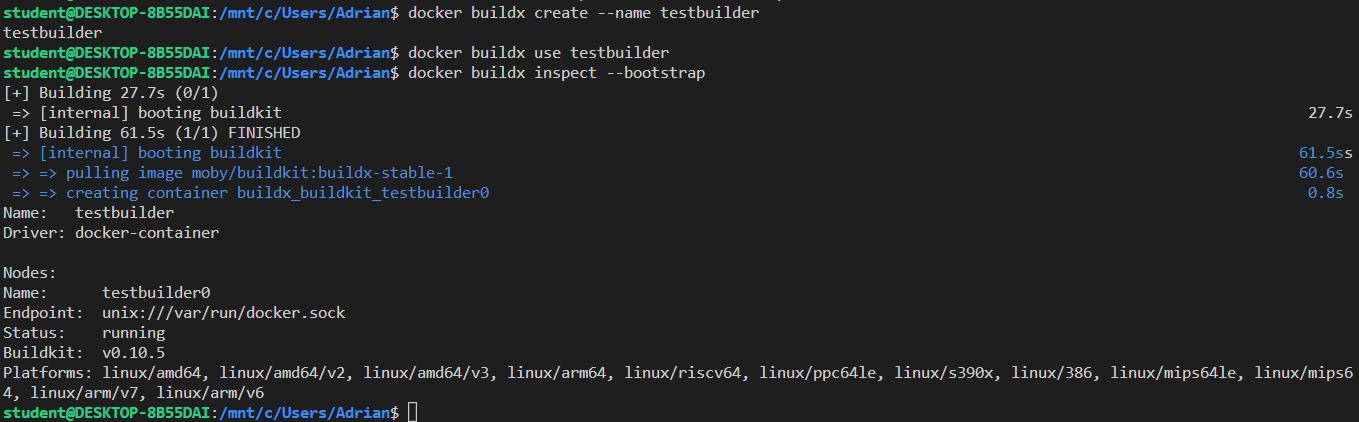 student@DESKTOP-8B55DAI:/mnt/c/Users/Adrian$ docker buildx create --name testbuilder
testbuilder
student@DESKTOP-8B55DAI:/mnt/c/Users/Adrian$ docker buildx use testbuilder
student@DESKTOP-8B55DAI:/mnt/c/Users/Adrian$ docker buildx inspect --bootstrap
[+] Building 27.7s (0/1)
 => [internal] booting buildkit 27.7s
[+] Building 61.5s (1/1) FINISHED
 => [internal] booting buildkit 61.5ss
 => => pulling image moby/buildkit:buildx-stable-1 60.6s
 => => creating container buildx_buildkit_testbuilder0 0.8s
Name:   testbuilder
Driver: docker-container

Nodes:
Name:      testbuilder0
Endpoint:  unix:///var/run/docker.sock
Status:    running
Buildkit:  v0.10.5
Platforms: linux/amd64, linux/amd64/v2, linux/amd64/v3, linux/arm64, linux/riscv64, linux/ppc64le, linux/s390x, linux/386, linux/mips64le, linux/mips6
4, linux/arm/v7, linux/arm/v6
student@DESKTOP-8B55DAI:/mnt/c/Users/Adrian$